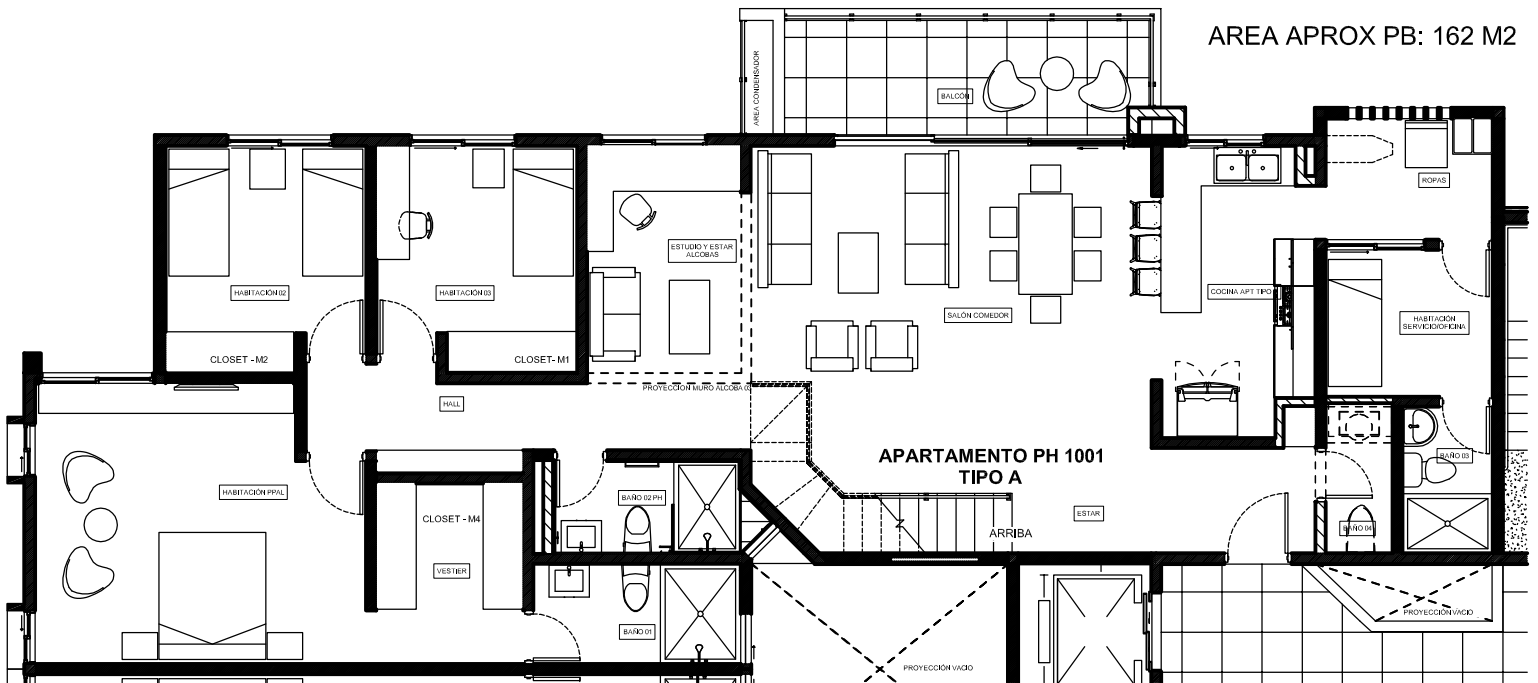 AREA APROX PB: 162 M2
AREA CONDENSADOR
BALCÓN
ROPAS
ESTUDIO Y ESTAR
ALCOBAS
HABITACIÓN 02
HABITACIÓN 03
COCINA APT. TIPO
SALÓN COMEDOR
HABITACIÓN
SERVICIO/OFICINA
CLOSET - M2
CLOSET- M1
PROYECCION MURO ALCOBA
HALL
APARTAMENTO PH 1001
TIPO A
BAÑO 03
HABITACIÓN PPAL
BAÑO 02 PH
CLOSET - M4
ESTAR
ARRIBA
BAÑO 04
VESTIER
BAÑO 01
PROYECCIÓN VACIO
PROYECCIÓN VACIO